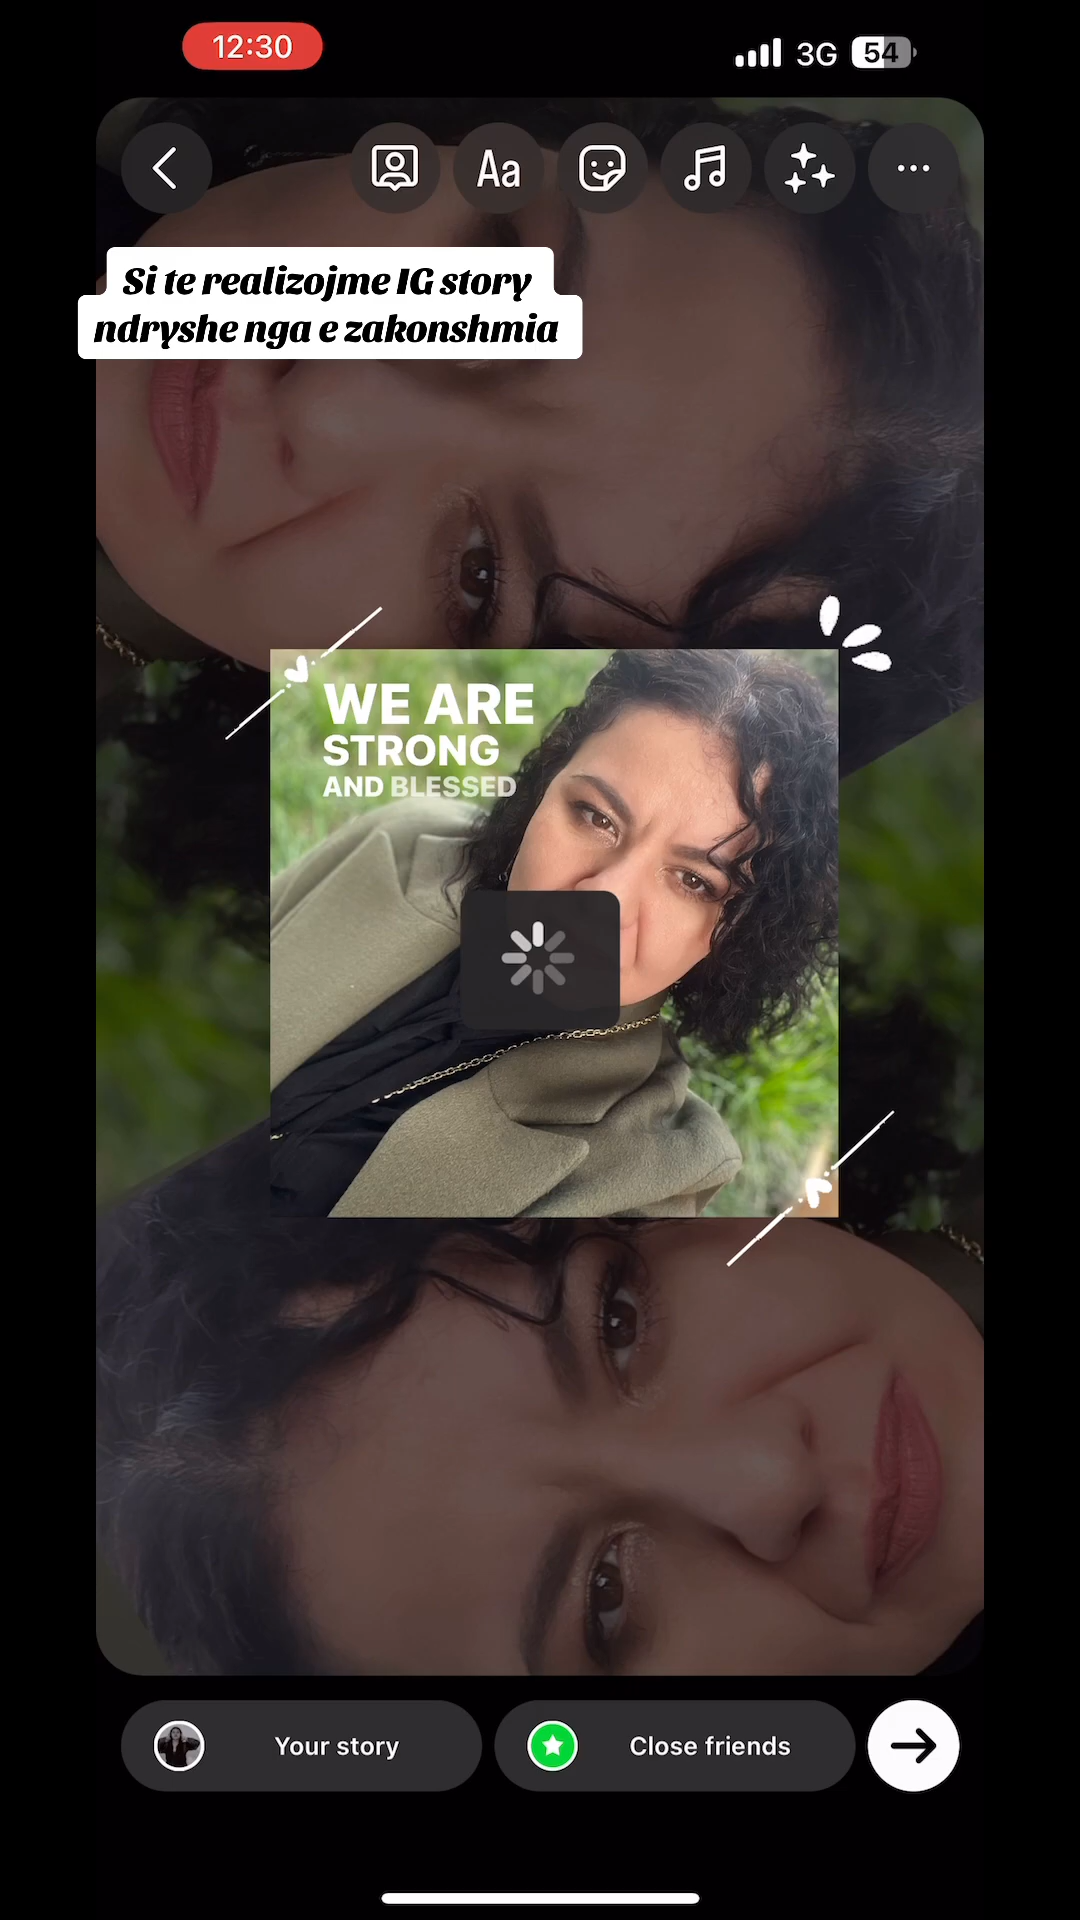 12:30
3G
54
Aa
Si te realizojme IG story
ndryshe nga e zakonshmia
WE ARE
STRONG
AND BLESSED
Your story
Close friends